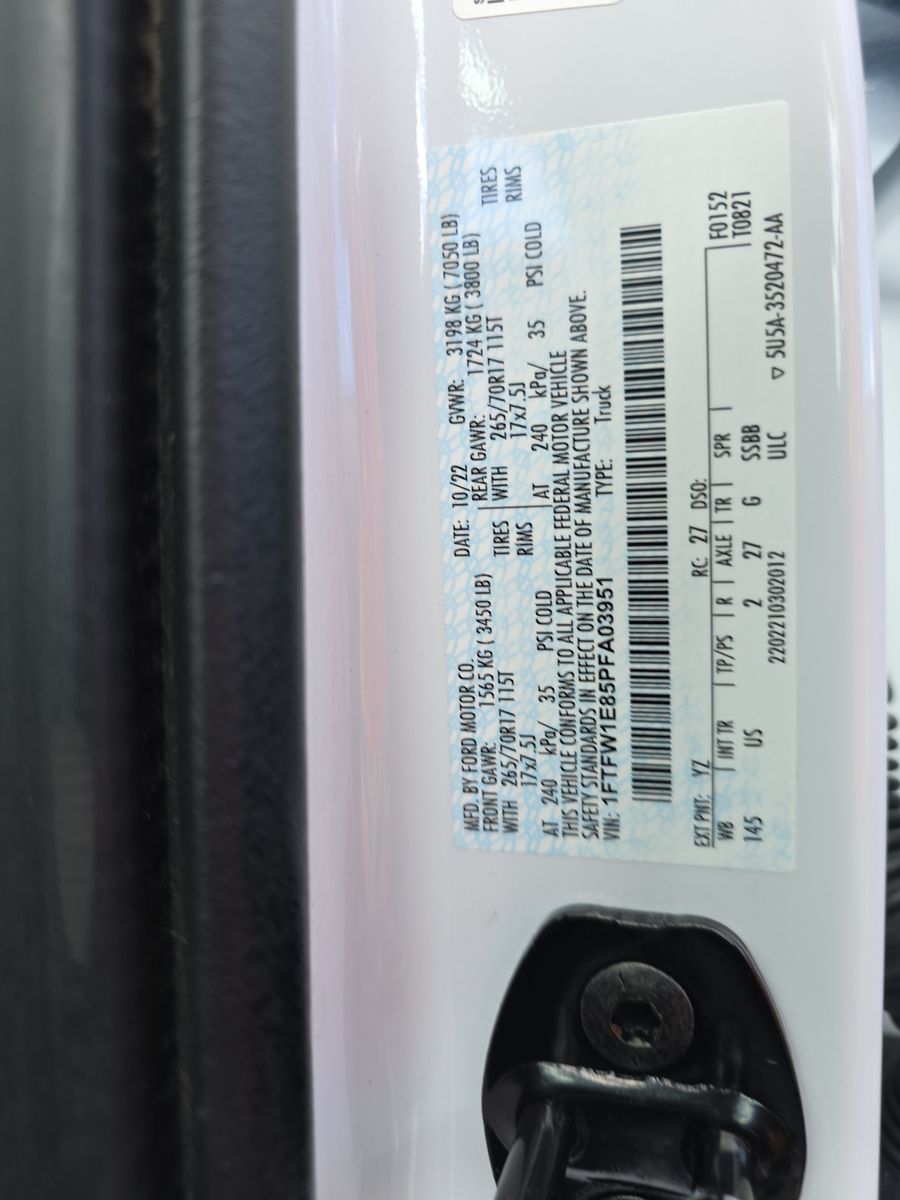 MFD. BY FORD MOTOR CO.
DATE: 10/22 GVWR: 3198 KG ( 7050 LB)
FRONT GAWR: 1565 KG ( 3450 LB) REAR GAWR: 1724 KG ( 3800 LB)
WITH 265/70R17 115T TIRES WITH 265/70R17 115T TIRES
17x7.5J RIMS 17x7.5J RIMS
AT 240 kPa/ 35 PSI COLD AT 240 kPa/ 35 PSI COLD
THIS VEHICLE CONFORMS TO ALL APPLICABLE FEDERAL MOTOR VEHICLE
SAFETY STANDARDS IN EFFECT ON THE DATE OF MANUFACTURE SHOWN ABOVE.
VIN: 1FTFW1E85PFA03951 TYPE: Truck
EXT PNT: YZ RC: 27 DSO: F0152
WB INT TR TP/PS R AXLE TR SPR T0821
145 US 2 27 G SSBB
2202210302012 ULC ▽ 5U5A-3520472-AA